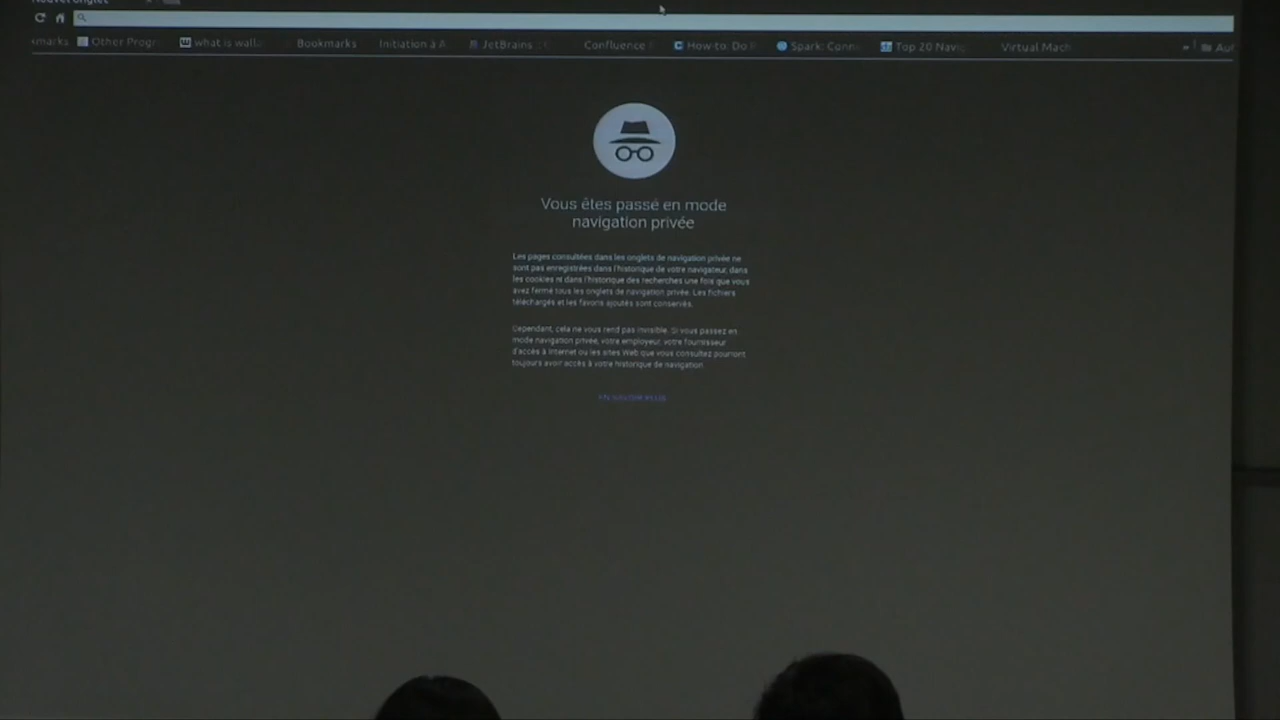 Nouvel onglet
Other Progr
what is wall
Bookmarks
Initiation à A
JetBrains
Confluence
How to: Do
Spark: Conn
Top 20 Navi
Virtual Mach
»
Vous êtes passé en mode
navigation privée
Les pages consultées dans les onglets de navigation privée ne
sont pas enregistrées dans l'historique de votre navigateur, dans
les cookies ni dans l'historique des recherches une fois que vous
avez fermé tous les onglets de navigation privée. Les fichiers
téléchargés et les favoris ajoutés sont conservés.
Cependant, cela ne vous rend pas invisible. Si vous passez en
mode navigation privée, votre employeur, votre fournisseur
d'accès à Internet ou les sites Web que vous consultez pourront
toujours avoir accès à votre historique de navigation.
EN SAVOIR PLUS